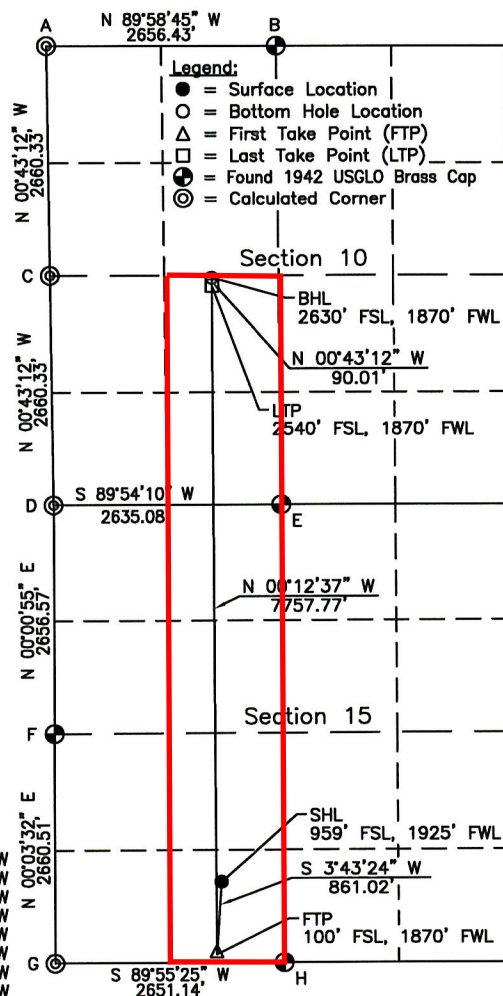 A
N 89°58'45" W
2656.43'
B
Legend:
● = Surface Location
○ = Bottom Hole Location
△ = First Take Point (FTP)
□ = Last Take Point (LTP)
= Found 1942 USGLO Brass Cap
◎ = Calculated Corner
N 00°43'12" W
2660.33'
Section 10
C
BHL
2630' FSL, 1870' FWL
N 00°43'12" W
90.01'
LTP
2540' FSL, 1870' FWL
N 00°43'12" W
2660.33'
S 89°54'10" W
2635.08'
D
E
N 00°12'37" W
7757.77'
N 00°00'55" E
2656.57'
Section 15
F
SHL
959' FSL, 1925' FWL
S 3°43'24" W
861.02'
FTP
100' FSL, 1870' FWL
N 00°03'32" E
2660.51'
W
W
W
W
W
W
W
W
G
S 89°55'25" W
2651.14'
H